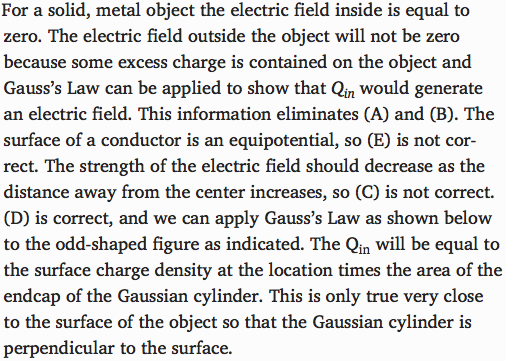 For a solid, metal object the electric field inside is equal to
zero. The electric field outside the object will not be zero
because some excess charge is contained on the object and
Gauss’s Law can be applied to show that Qin would generate
an electric field. This information eliminates (A) and (B). The
surface of a conductor is an equipotential, so (E) is not cor-
rect. The strength of the electric field should decrease as the
distance away from the center increases, so (C) is not correct.
(D) is correct, and we can apply Gauss’s Law as shown below
to the odd-shaped figure as indicated. The Qin will be equal to
the surface charge density at the location times the area of the
endcap of the Gaussian cylinder. This is only true very close
to the surface of the object so that the Gaussian cylinder is
perpendicular to the surface.